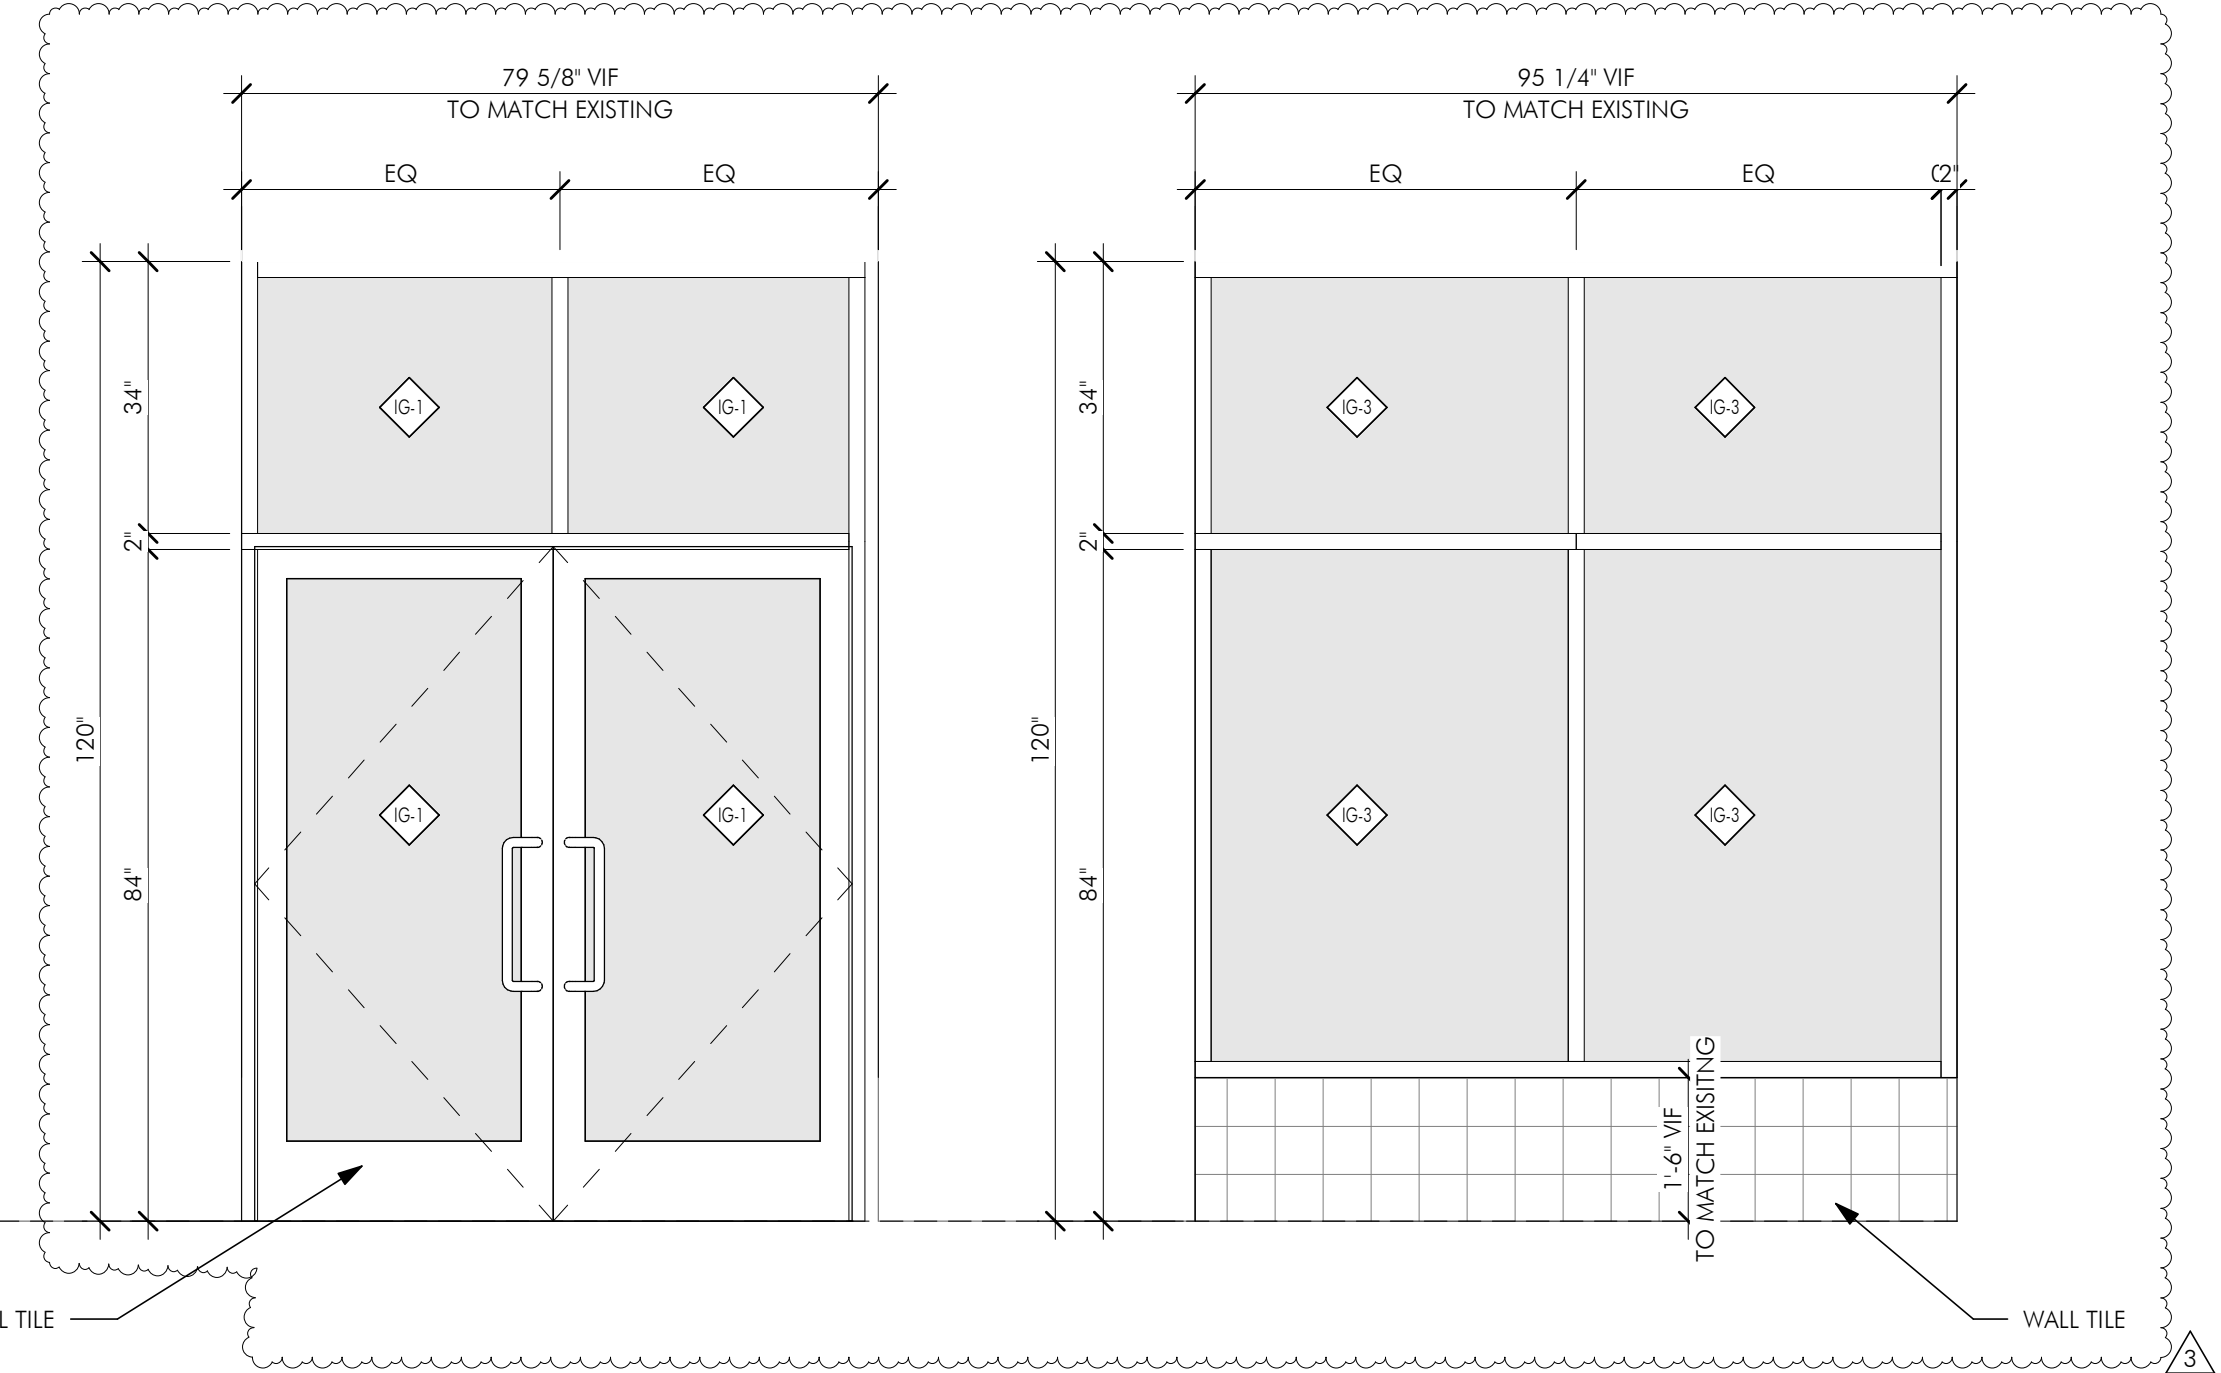 79 5/8" VIF
TO MATCH EXISTING
95 1/4" VIF
TO MATCH EXISTING
EQ
EQ
EQ
EQ
2"
34"
IG-1
IG-1
34"
IG-3
IG-3
2"
2"
120"
84"
IG-1
IG-1
120"
84"
IG-3
IG-3
1'-6" VIF
TO MATCH EXISITNG
L TILE
WALL TILE
3